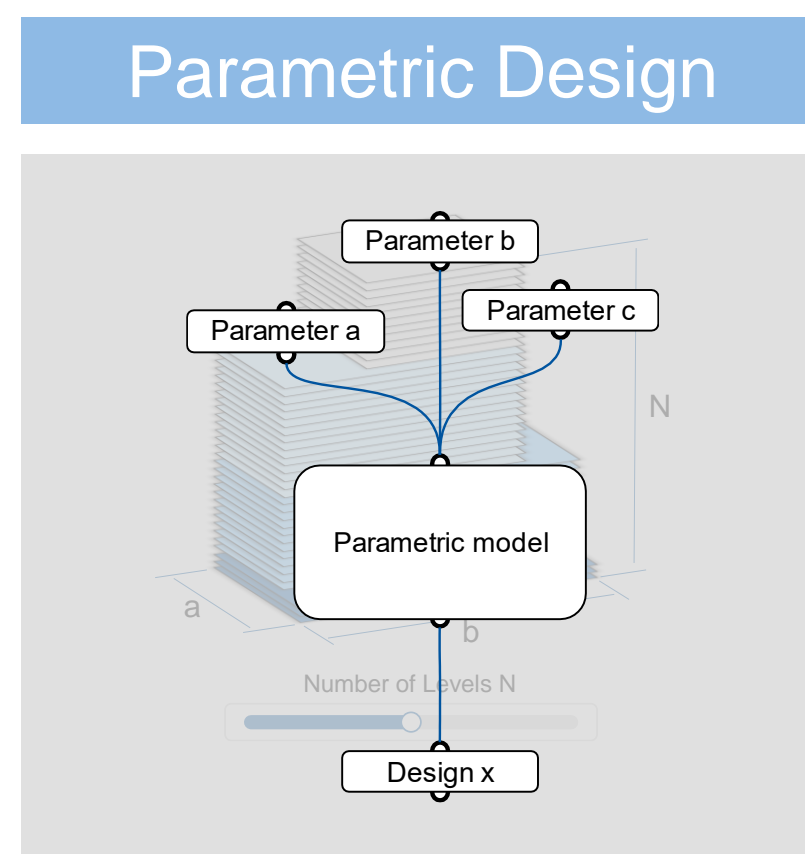 Parametric Design
Parameter b
Parameter c
Parameter a
N
Parametric model
a
b
Number of Levels N
Design x